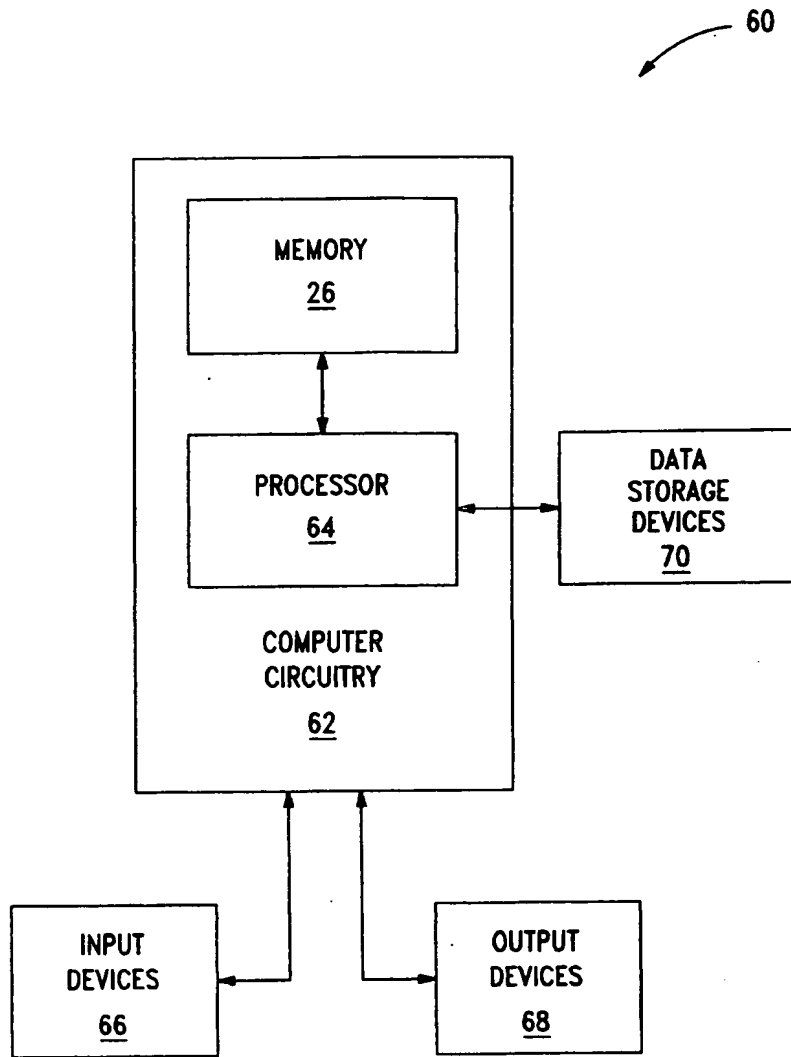 60
MEMORY
26
PROCESSOR
64
DATA
STORAGE
DEVICES
70
COMPUTER
CIRCUITRY
62
INPUT
DEVICES
66
OUTPUT
DEVICES
68